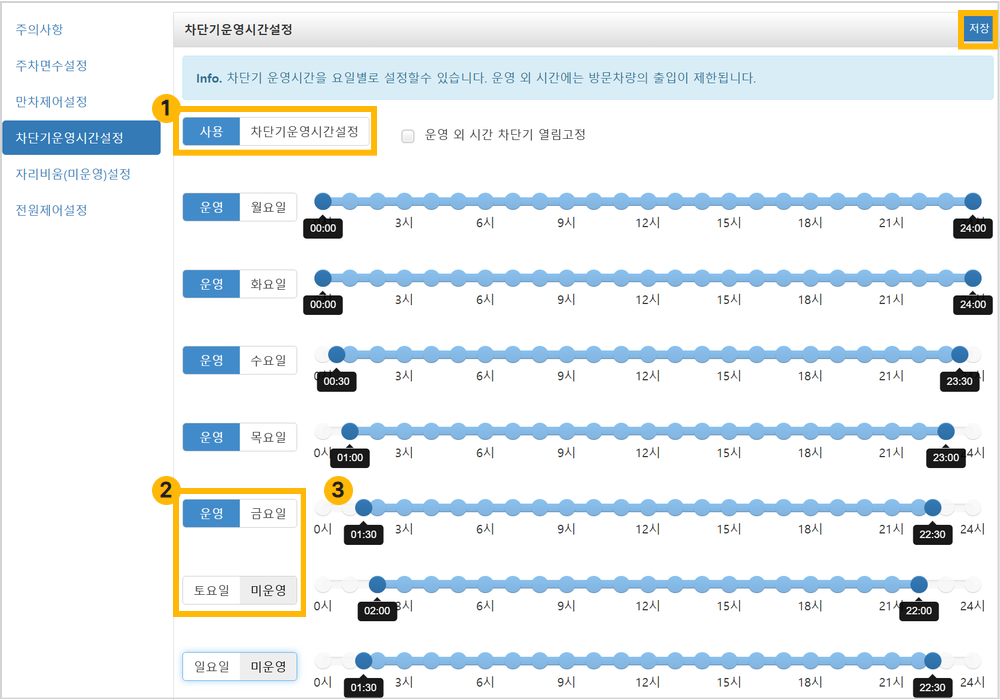 주의사항
주차면수설정
만차제어설정
차단기운영시간설정
자리비움(미운영)설정
전원제어설정
차단기운영시간설정 저장
Info. 차단기 운영시간을 요일별로 설정할수 있습니다. 운영 외 시간에는 방문차량의 출입이 제한됩니다.
1
사용 차단기운영시간설정 운영 외 시간 차단기 열림고정
운영 월요일
3시 6시 9시 12시 15시 18시 21시
00:00 24:00
운영 화요일
3시 6시 9시 12시 15시 18시 21시
00:00 24:00
운영 수요일
3시 6시 9시 12시 15시 18시 21시
00:30 23:30
운영 목요일
0시 3시 6시 9시 12시 15시 18시 21시 4시
01:00 23:00
2 3
운영 금요일
0시 3시 6시 9시 12시 15시 18시 21시 24시
01:30 22:30
토요일 미운영
0시 3시 6시 9시 12시 15시 18시 21시 24시
02:00 22:00
일요일 미운영
0시 3시 6시 9시 12시 15시 18시 21시 24시
01:30 22:30